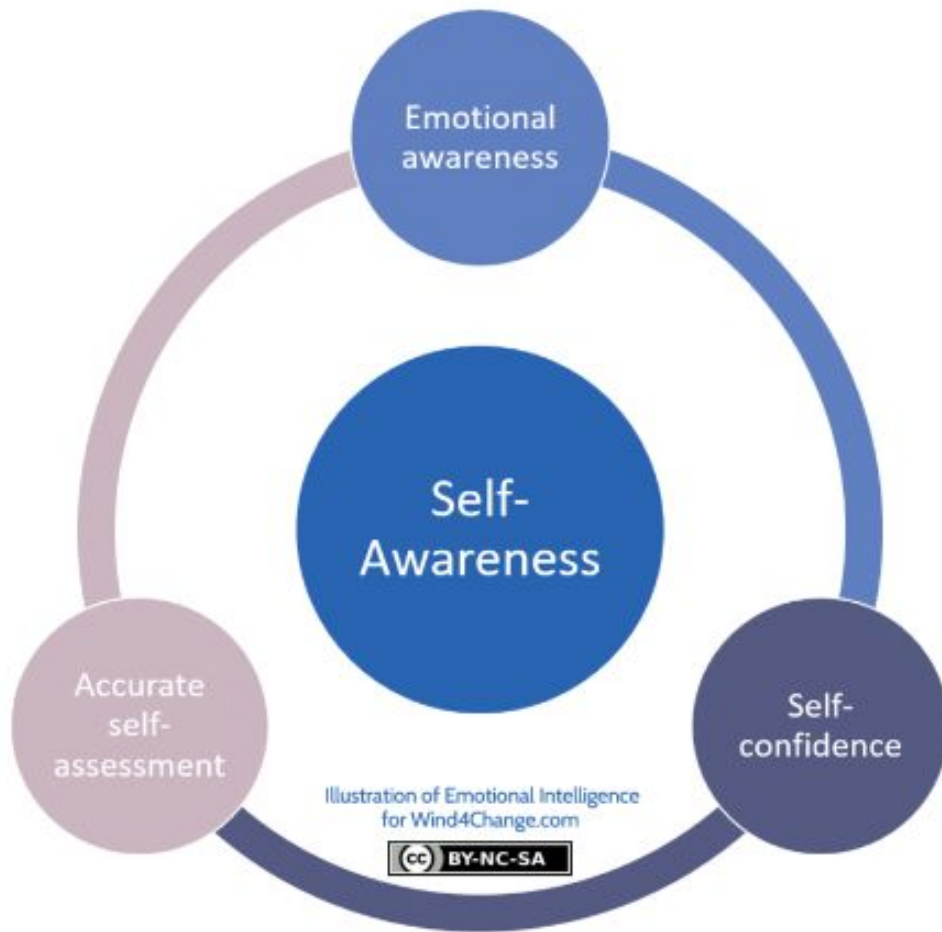 Emotional
awareness
Self-
Awareness
Accurate
self-
assessment
Self-
confidence
Illustration of Emotional Intelligence
for Wind4Change.com
cc BY-NC-SA